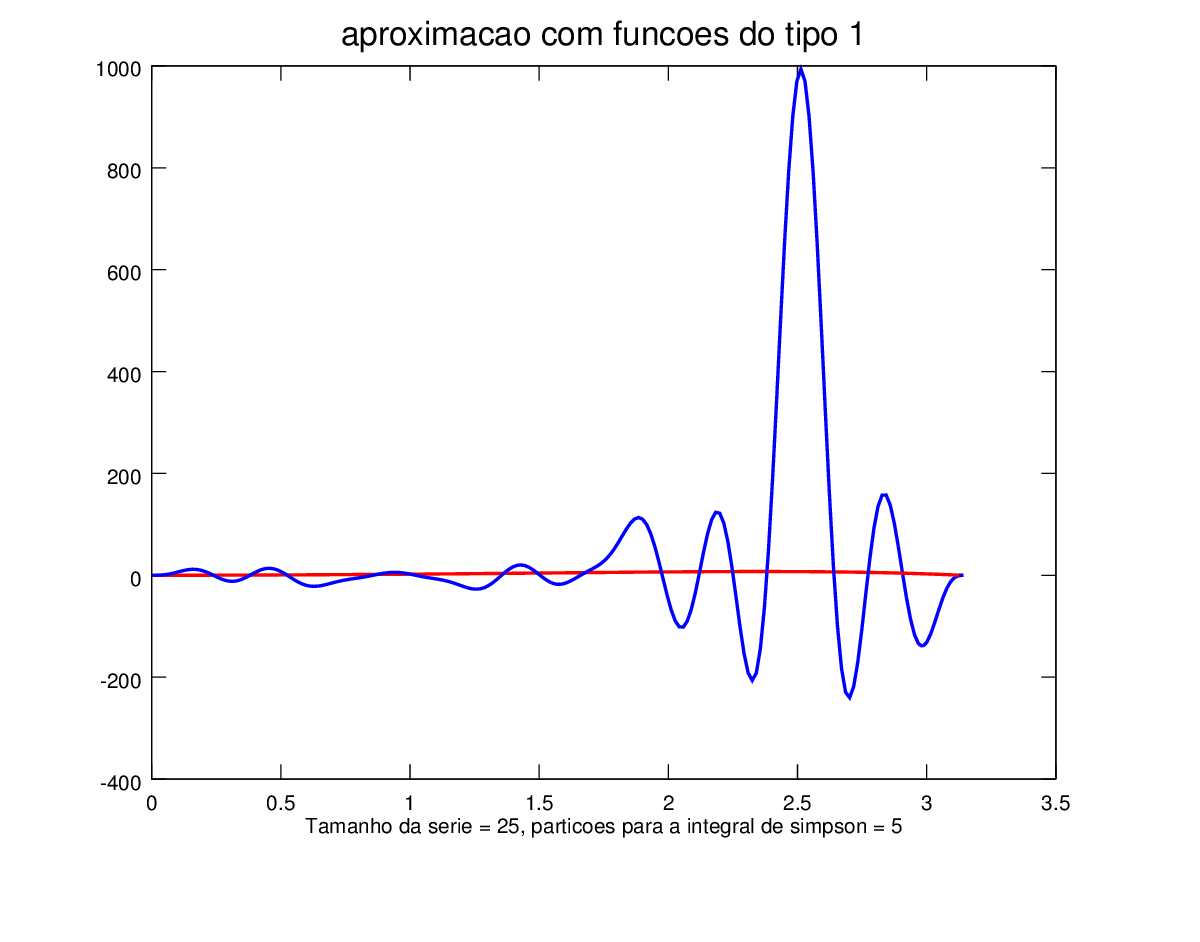 aproximacao com funcoes do tipo 1
1000
800
600
400
200
0
-200
-400
0 0.5 1 1.5 2 2.5 3 3.5
Tamanho da serie = 25, particoes para a integral de simpson = 5